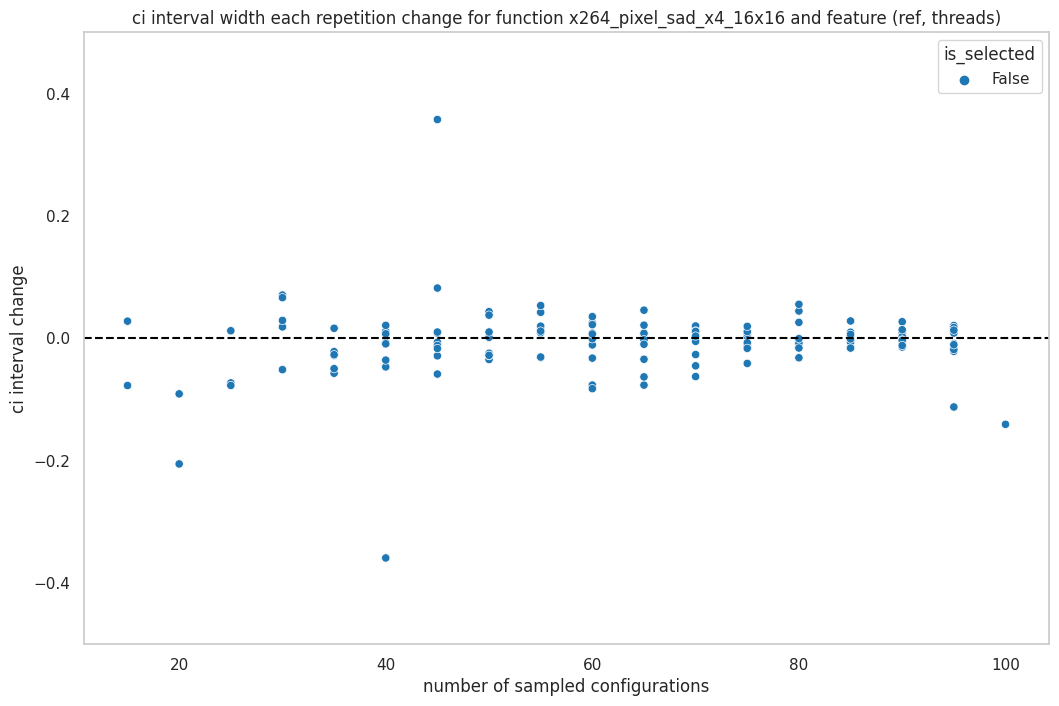 ci interval width each repetition change for function x264_pixel_sad_x4_16x16 and feature (ref, threads)
is_selected
False
ci interval change
0.4
0.2
0.0
−0.2
−0.4
20 40 60 80 100
number of sampled configurations